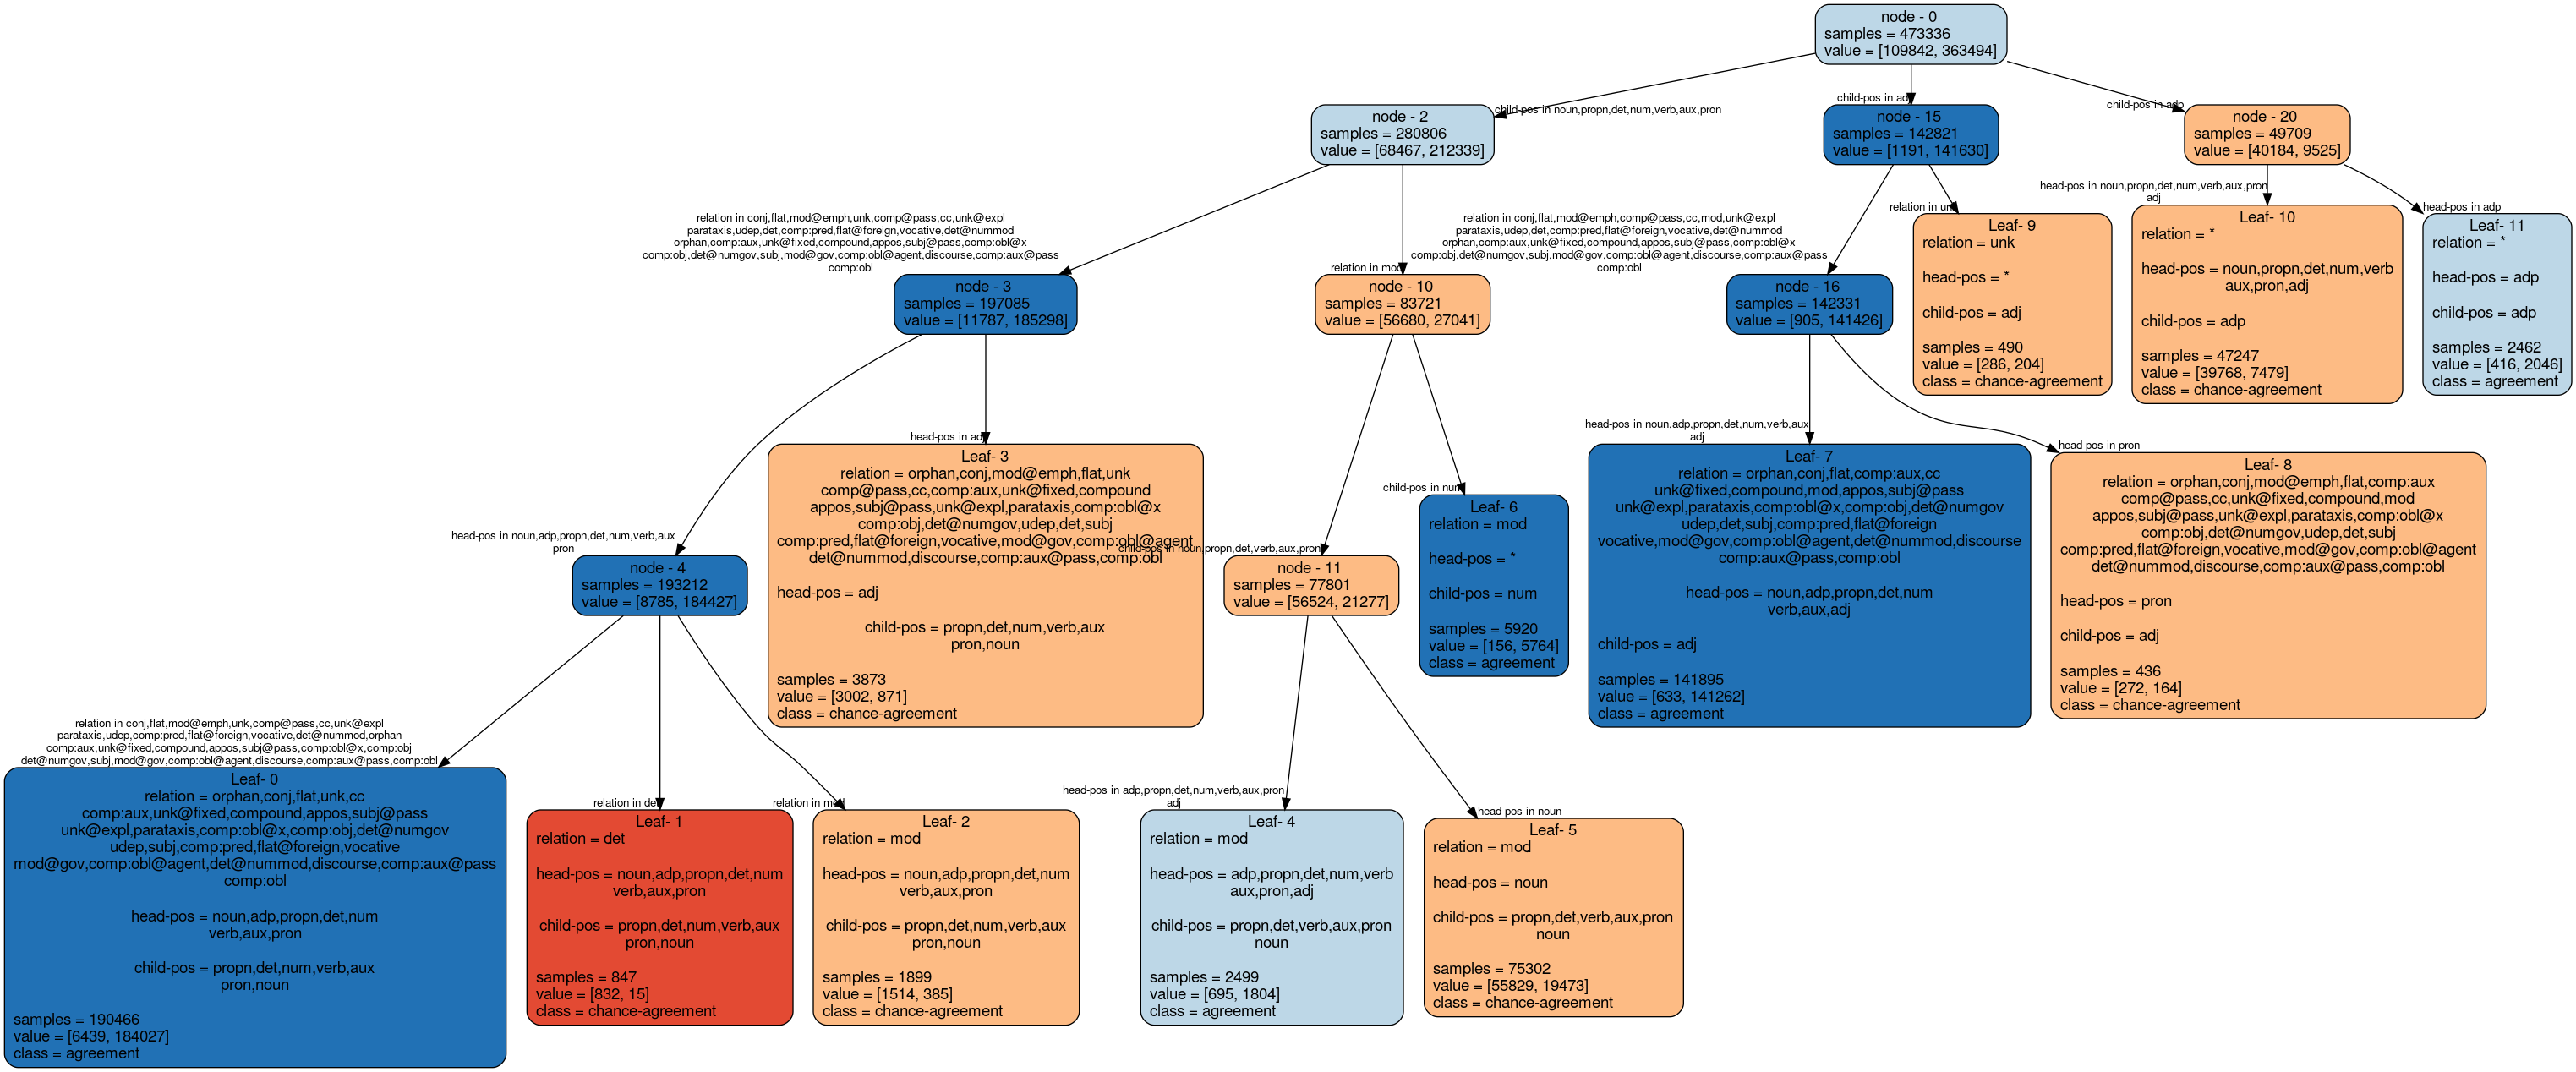 node - 0
samples = 473336
value = [109842, 363494]
child-pos in noun,propn,det,num,verb,aux,pron
child-pos in adj
child-pos in adp
node - 2
samples = 280806
value = [68467, 212339]
node - 15
samples = 142821
value = [1191, 141630]
node - 20
samples = 49709
value = [40184, 9525]
relation in conj,flat,mod@emph,unk,comp@pass,cc,unk@expl
parataxis,udep,det,comp:pred,flat@foreign,vocative,det@nummod
orphan,comp:aux,unk@fixed,compound,appos,subj@pass,comp:obl@x
comp:obj,det@numgov,subj,mod@gov,comp:obl@agent,discourse,comp:aux@pass
comp:obl
relation in mod
relation in conj,flat,mod@emph,comp@pass,cc,mod,unk@expl
parataxis,udep,det,comp:pred,flat@foreign,vocative,det@nummod
orphan,comp:aux,unk@fixed,compound,appos,subj@pass,comp:obl@x
comp:obj,det@numgov,subj,mod@gov,comp:obl@agent,discourse,comp:aux@pass
comp:obl
relation in unk
head-pos in noun,propn,det,num,verb,aux,pron
adj
head-pos in adp
node - 3
samples = 197085
value = [11787, 185298]
node - 10
samples = 83721
value = [56680, 27041]
node - 16
samples = 142331
value = [905, 141426]
Leaf- 9
relation = unk
head-pos = *
child-pos = adj
samples = 490
value = [286, 204]
class = chance-agreement
Leaf- 10
relation = *
head-pos = noun,propn,det,num,verb
aux,pron,adj
child-pos = adp
samples = 47247
value = [39768, 7479]
class = chance-agreement
Leaf- 11
relation = *
head-pos = adp
child-pos = adp
samples = 2462
value = [416, 2046]
class = agreement
head-pos in noun,adp,propn,det,num,verb,aux
pron
head-pos in adj
child-pos in noun,propn,det,verb,aux,pron
child-pos in num
head-pos in noun,adp,propn,det,num,verb,aux
adj
head-pos in pron
node - 4
samples = 193212
value = [8785, 184427]
Leaf- 3
relation = orphan,conj,mod@emph,flat,unk
comp@pass,cc,comp:aux,unk@fixed,compound
appos,subj@pass,unk@expl,parataxis,comp:obl@x
comp:obj,det@numgov,udep,det,subj
comp:pred,flat@foreign,vocative,mod@gov,comp:obl@agent
det@nummod,discourse,comp:aux@pass,comp:obl
head-pos = adj
child-pos = propn,det,num,verb,aux
pron,noun
samples = 3873
value = [3002, 871]
class = chance-agreement
node - 11
samples = 77801
value = [56524, 21277]
Leaf- 6
relation = mod
head-pos = *
child-pos = num
samples = 5920
value = [156, 5764]
class = agreement
Leaf- 7
relation = orphan,conj,flat,comp:aux,cc
unk@fixed,compound,mod,appos,subj@pass
unk@expl,parataxis,comp:obl@x,comp:obj,det@numgov
udep,det,subj,comp:pred,flat@foreign
vocative,mod@gov,comp:obl@agent,det@nummod,discourse
comp:aux@pass,comp:obl
head-pos = noun,adp,propn,det,num
verb,aux,adj
child-pos = adj
samples = 141895
value = [633, 141262]
class = agreement
Leaf- 8
relation = orphan,conj,mod@emph,flat,comp:aux
comp@pass,cc,unk@fixed,compound,mod
appos,subj@pass,unk@expl,parataxis,comp:obl@x
comp:obj,det@numgov,udep,det,subj
comp:pred,flat@foreign,vocative,mod@gov,comp:obl@agent
det@nummod,discourse,comp:aux@pass,comp:obl
head-pos = pron
child-pos = adj
samples = 436
value = [272, 164]
class = chance-agreement
relation in conj,flat,mod@emph,unk,comp@pass,cc,unk@expl
parataxis,udep,comp:pred,flat@foreign,vocative,det@nummod,orphan
comp:aux,unk@fixed,compound,appos,subj@pass,comp:obl@x,comp:obj
det@numgov,subj,mod@gov,comp:obl@agent,discourse,comp:aux@pass,comp:obl
relation in det
relation in mod
head-pos in adp,propn,det,num,verb,aux,pron
adj
head-pos in noun
Leaf- 0
relation = orphan,conj,flat,unk,cc
comp:aux,unk@fixed,compound,appos,subj@pass
unk@expl,parataxis,comp:obl@x,comp:obj,det@numgov
udep,subj,comp:pred,flat@foreign,vocative
mod@gov,comp:obl@agent,det@nummod,discourse,comp:aux@pass
comp:obl
head-pos = noun,adp,propn,det,num
verb,aux,pron
child-pos = propn,det,num,verb,aux
pron,noun
samples = 190466
value = [6439, 184027]
class = agreement
Leaf- 1
relation = det
head-pos = noun,adp,propn,det,num
verb,aux,pron
child-pos = propn,det,num,verb,aux
pron,noun
samples = 847
value = [832, 15]
class = chance-agreement
Leaf- 2
relation = mod
head-pos = noun,adp,propn,det,num
verb,aux,pron
child-pos = propn,det,num,verb,aux
pron,noun
samples = 1899
value = [1514, 385]
class = chance-agreement
Leaf- 4
relation = mod
head-pos = adp,propn,det,num,verb
aux,pron,adj
child-pos = propn,det,verb,aux,pron
noun
samples = 2499
value = [695, 1804]
class = agreement
Leaf- 5
relation = mod
head-pos = noun
child-pos = propn,det,verb,aux,pron
noun
samples = 75302
value = [55829, 19473]
class = chance-agreement